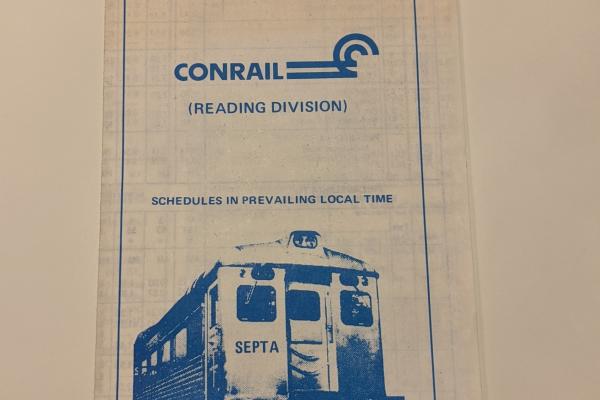 CONRAIL
(READING DIVISION)
SCHEDULES IN PREVAILING LOCAL TIME
SEPTA